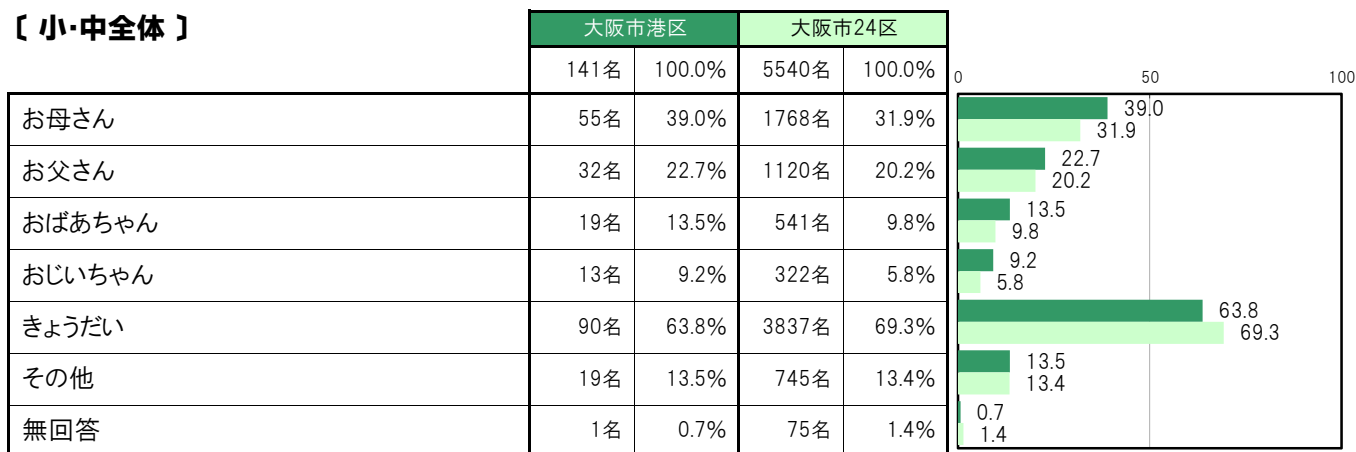 〔 小・中全体 〕
大阪市港区 大阪市24区
141名 100.0% 5540名 100.0%
0 50 100
お母さん 55名 39.0% 1768名 31.9%
39.0
31.9
お父さん 32名 22.7% 1120名 20.2%
22.7
20.2
おばあちゃん 19名 13.5% 541名 9.8%
13.5
9.8
おじいちゃん 13名 9.2% 322名 5.8%
9.2
5.8
きょうだい 90名 63.8% 3837名 69.3%
63.8
69.3
その他 19名 13.5% 745名 13.4%
13.5
13.4
無回答 1名 0.7% 75名 1.4%
0.7
1.4